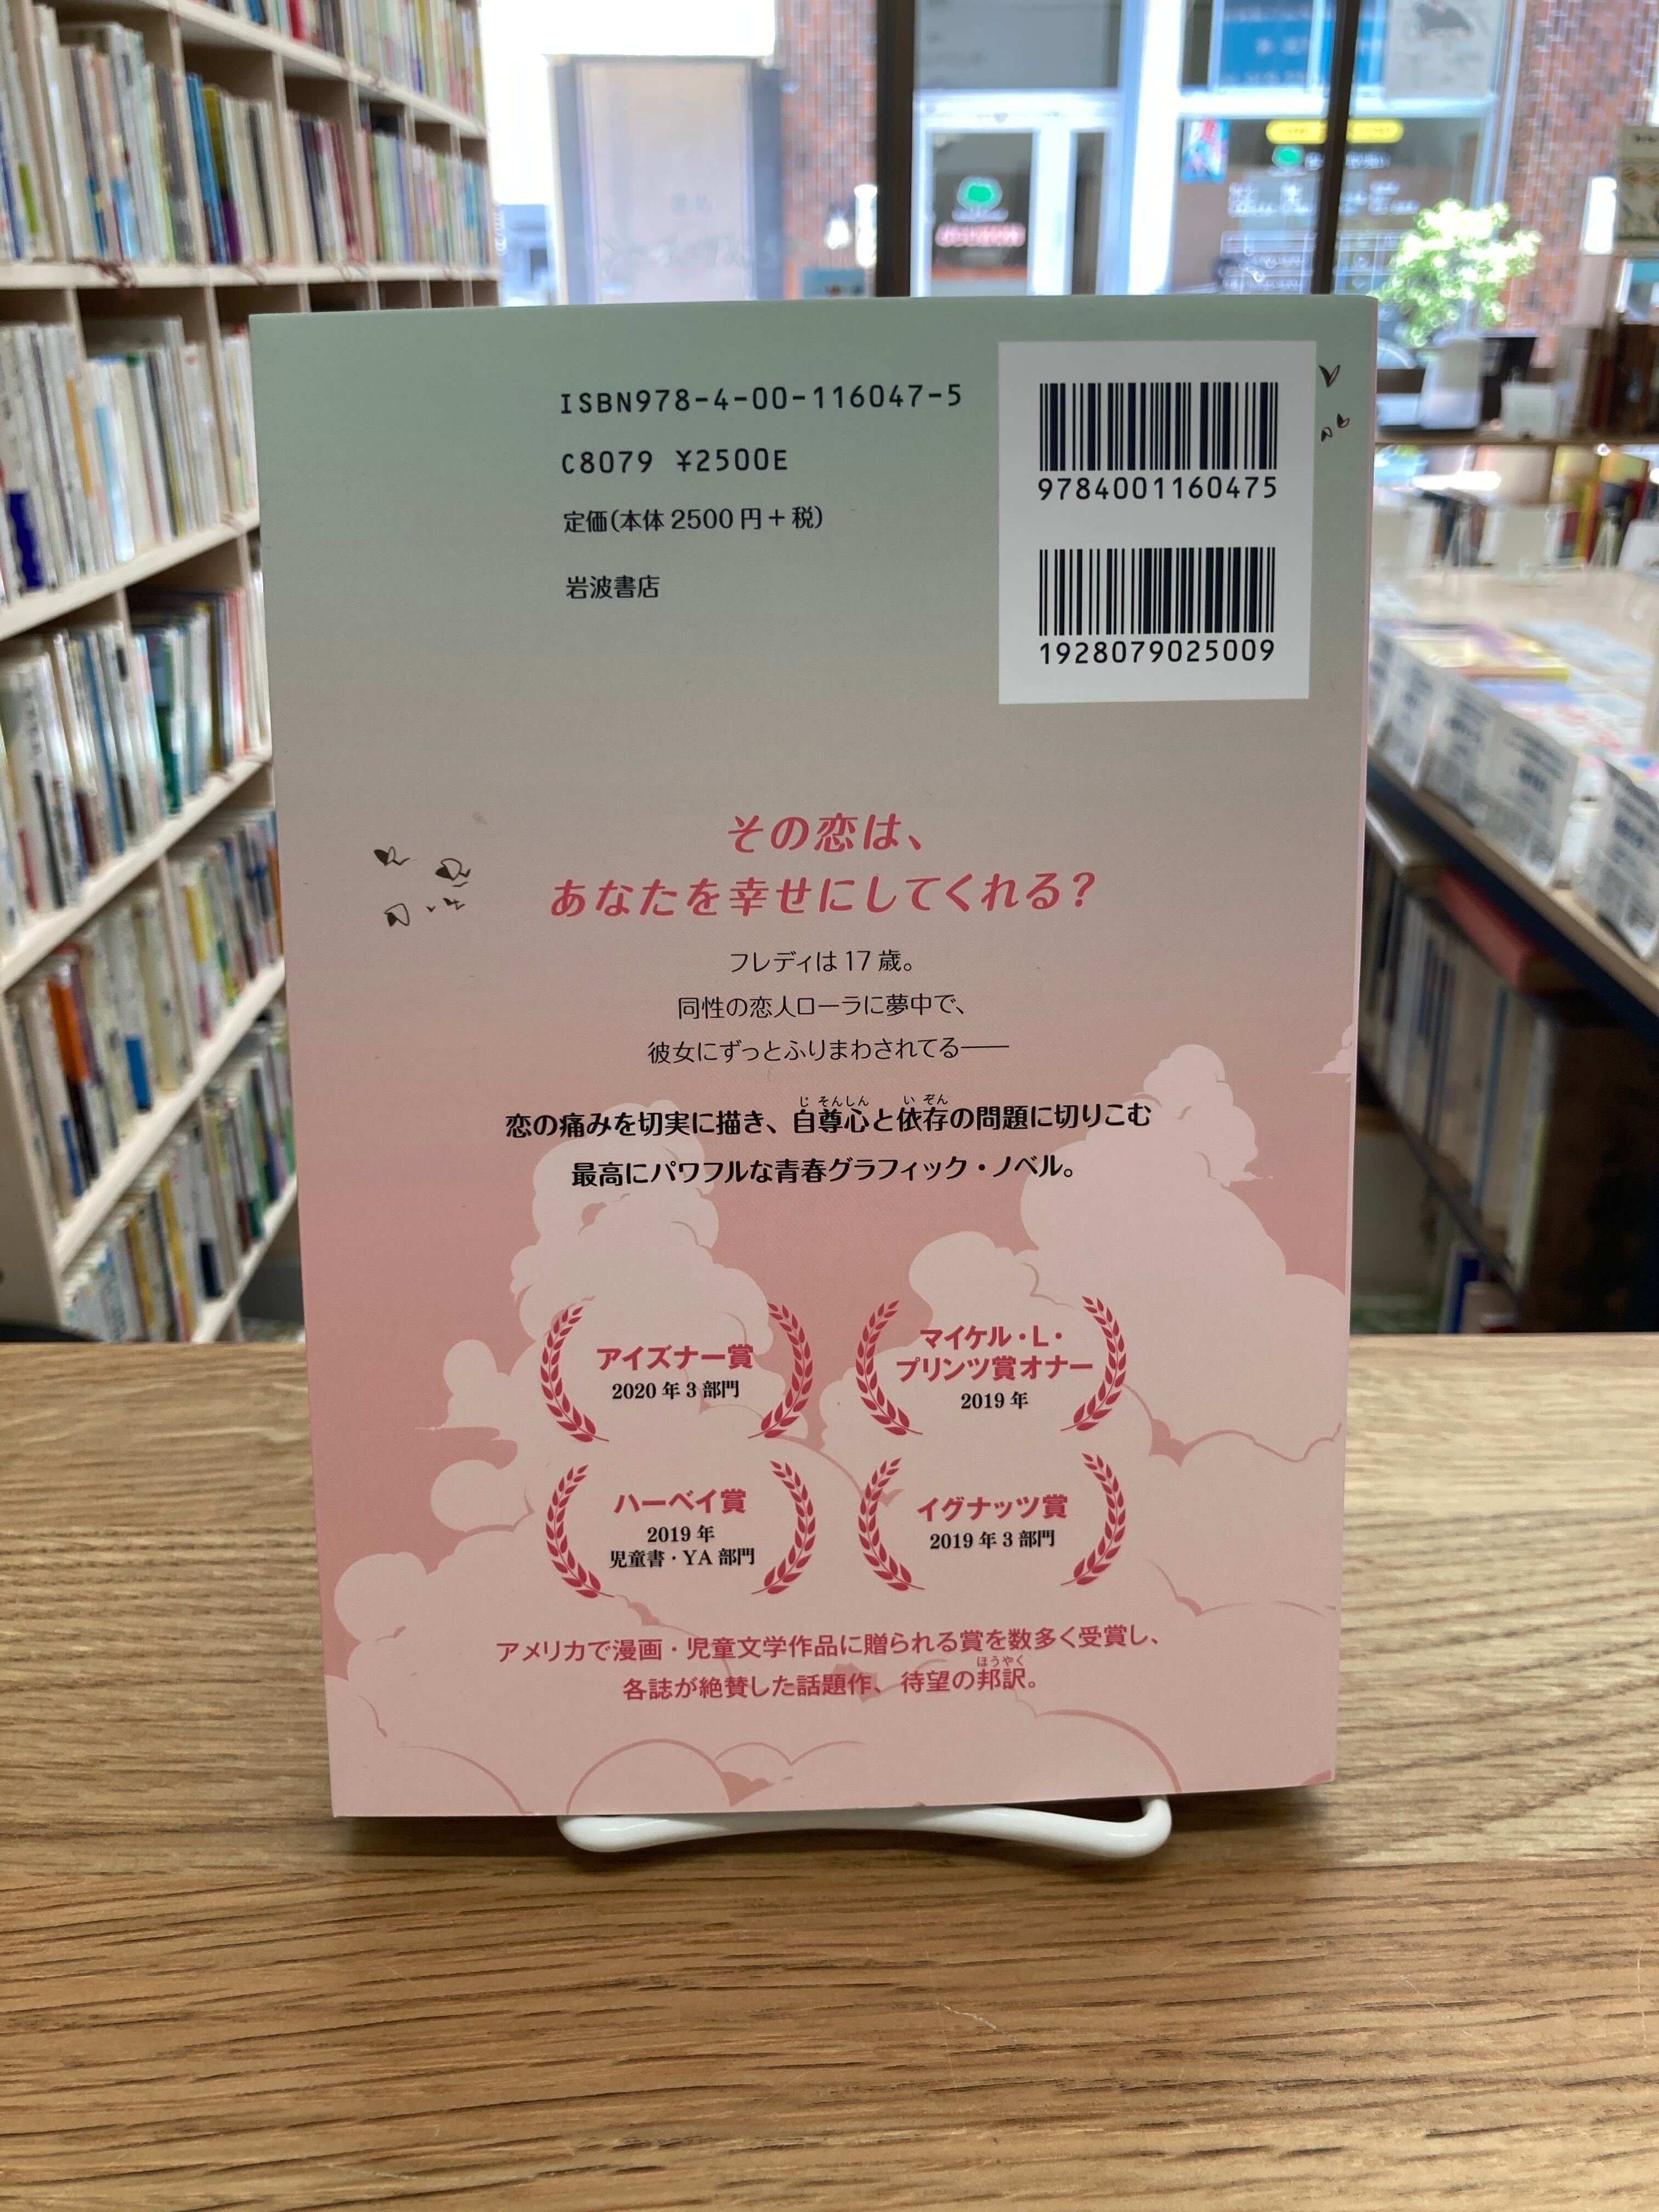 ISBN978-4-00-116047-5
C8079 ¥2500E
定価(本体2500円+税)
岩波書店
9784001160475
1928079025009
その恋は、
あなたを幸せにしてくれる?
フレディは17歳。
同性の恋人ローラに夢中で、
彼女にずっとふりまわされてる——
じそんしん いぞん
恋の痛みを切実に描き、自尊心と依存の問題に切りこむ
最高にパワフルな青春グラフィック・ノベル。
アイズナー賞
2020年3部門
マイケル・L・
プリンツ賞オナー
2019年
ハーベイ賞
2019年
児童書・YA部門
イグナッツ賞
2019年3部門
アメリカで漫画・児童文学作品に贈られる賞を数多く受賞し、
ほうやく
各誌が絶賛した話題作、待望の邦訳。